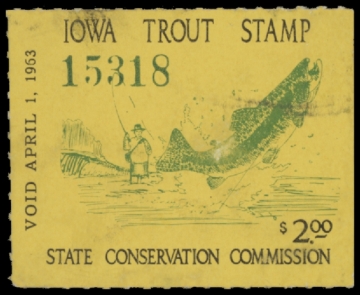 IOWA TROUT STAMP
15318
VOID APRIL 1, 1963
$2.00
STATE CONSERVATION COMMISSION